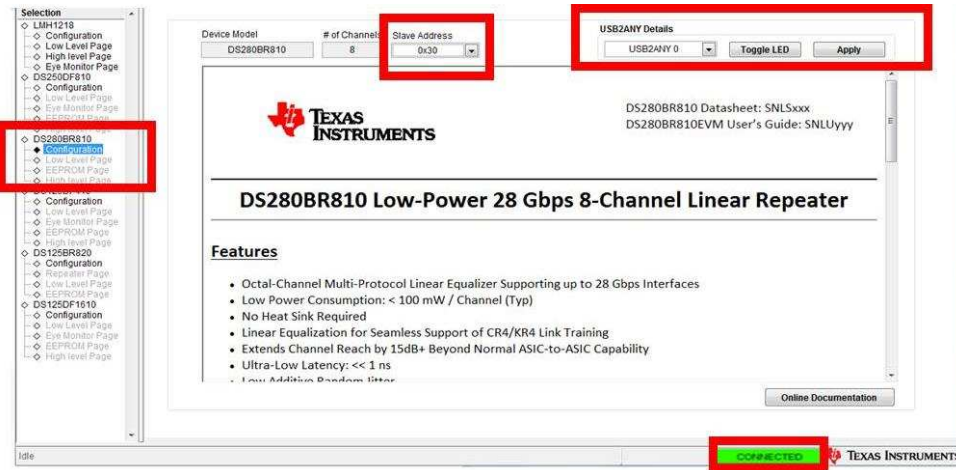 Selection
LMH1218
Configuration
Low Level Page
High level Page
Eye Monitor Page
DS250DF810
Configuration
Low Level Page
Eye Monitor Page
EEPROM Page
DS280BR810
Configuration
Low Level Page
EEPROM Page
High level Page
Configuration
Low Level Page
Eye Monitor Page
EEPROM Page
High level Page
DS125BR820
Configuration
Repeater Page
Low Level Page
EEPROM Page
DS125DF1610
Configuration
Low Level Page
Eye Monitor Page
EEPROM Page
High level Page
Device Model # of Channels Slave Address
DS280BR810 8 0x30
USB2ANY Details
USB2ANY 0 Toggle LED Apply
TEXAS INSTRUMENTS
DS280BR810 Datasheet: SNLSxxx
DS280BR810EVM User's Guide: SNLUyyy
DS280BR810 Low-Power 28 Gbps 8-Channel Linear Repeater
Features
• Octal-Channel Multi-Protocol Linear Equalizer Supporting up to 28 Gbps Interfaces
• Low Power Consumption: < 100 mW / Channel (Typ)
• No Heat Sink Required
• Linear Equalization for Seamless Support of CR4/KR4 Link Training
• Extends Channel Reach by 15dB+ Beyond Normal ASIC-to-ASIC Capability
• Ultra-Low Latency: << 1 ns
• Low Additive Random Jitter
Online Documentation
Idle CONNECTED TEXAS INSTRUMENTS